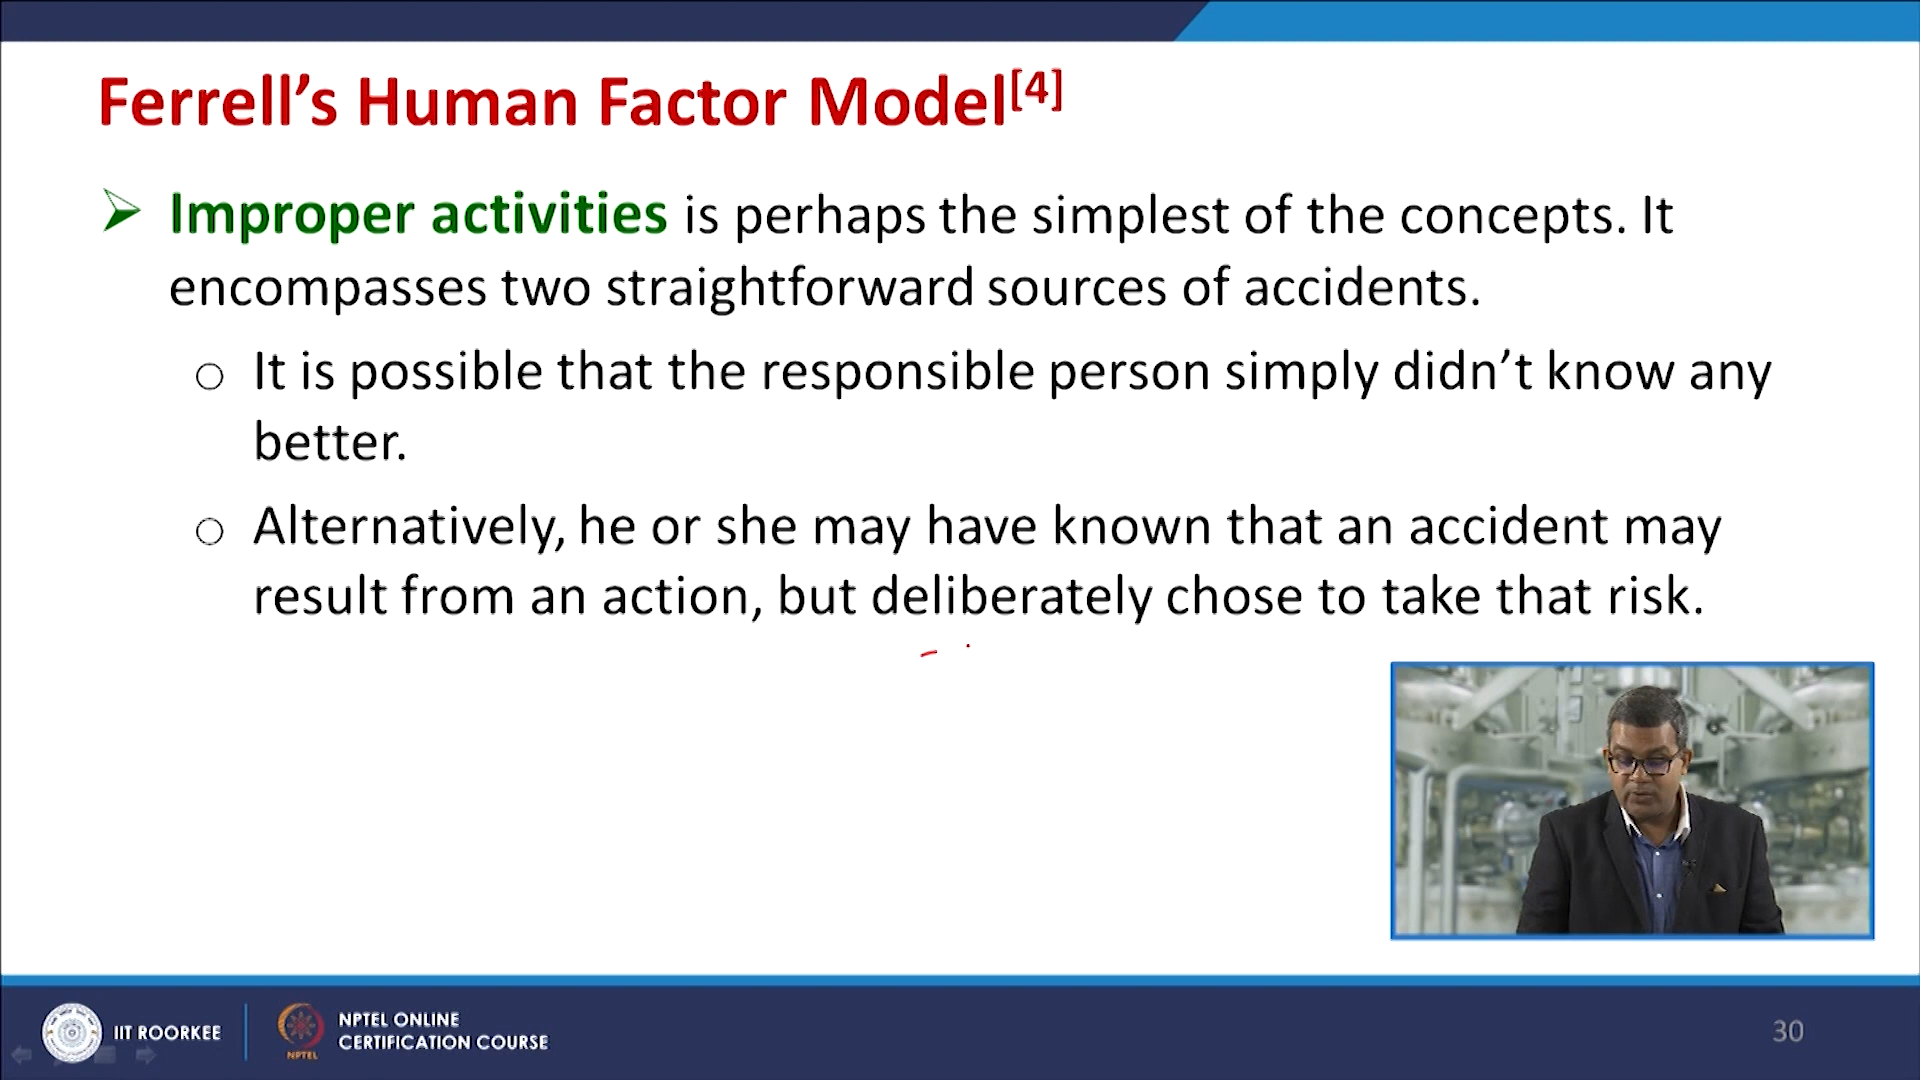 Ferrell's Human Factor Model[4]
Improper activities is perhaps the simplest of the concepts. It
encompasses two straightforward sources of accidents.
It is possible that the responsible person simply didn't know any
better.
Alternatively, he or she may have known that an accident may
result from an action, but deliberately chose to take that risk.
IIT ROORKEE
NPTEL
NPTEL ONLINE
CERTIFICATION COURSE
30